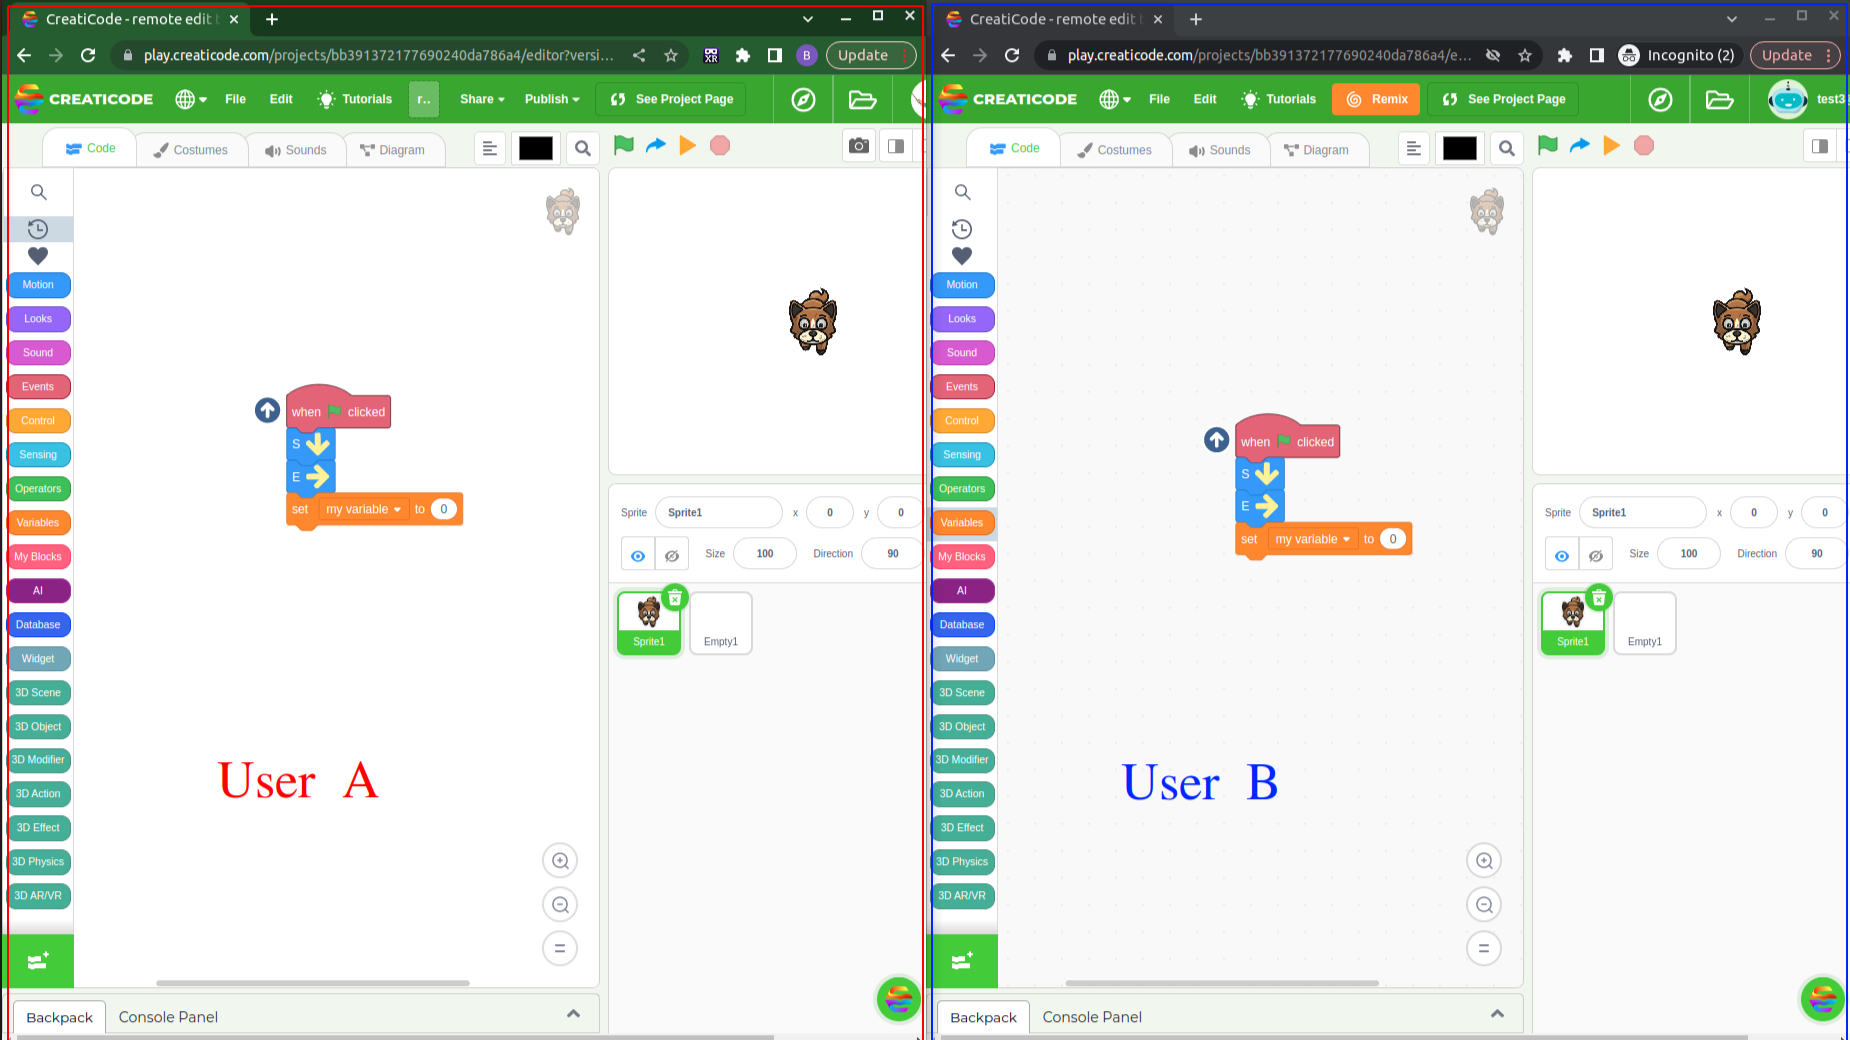 CreatiCode - remote edit b
play.creaticode.com/projects/bb391372177690240da786a4/editor?versi...
B
Update
CREATICODE
File
Edit
Tutorials
r..
Share
Publish
See Project Page
Code
Costumes
Sounds
Diagram
Motion
Looks
Sound
Events
Control
Sensing
Operators
Variables
My Blocks
AI
Database
Widget
3D Scene
3D Object
3D Modifier
3D Action
3D Effect
3D Physics
3D AR/VR
when clicked
S
E
set my variable to 0
User A
Sprite Sprite1 x 0 y 0
Size 100 Direction 90
Sprite1
Empty1
Backpack
Console Panel
CreatiCode - remote edit b
play.creaticode.com/projects/bb391372177690240da786a4/e...
Incognito (2)
Update
CREATICODE
File
Edit
Tutorials
Remix
See Project Page
test3
Code
Costumes
Sounds
Diagram
Motion
Looks
Sound
Events
Control
Sensing
Operators
Variables
My Blocks
AI
Database
Widget
3D Scene
3D Object
3D Modifier
3D Action
3D Effect
3D Physics
3D AR/VR
when clicked
S
E
set my variable to 0
User B
Sprite Sprite1 x 0 y 0
Size 100 Direction 90
Sprite1
Empty1
Backpack
Console Panel